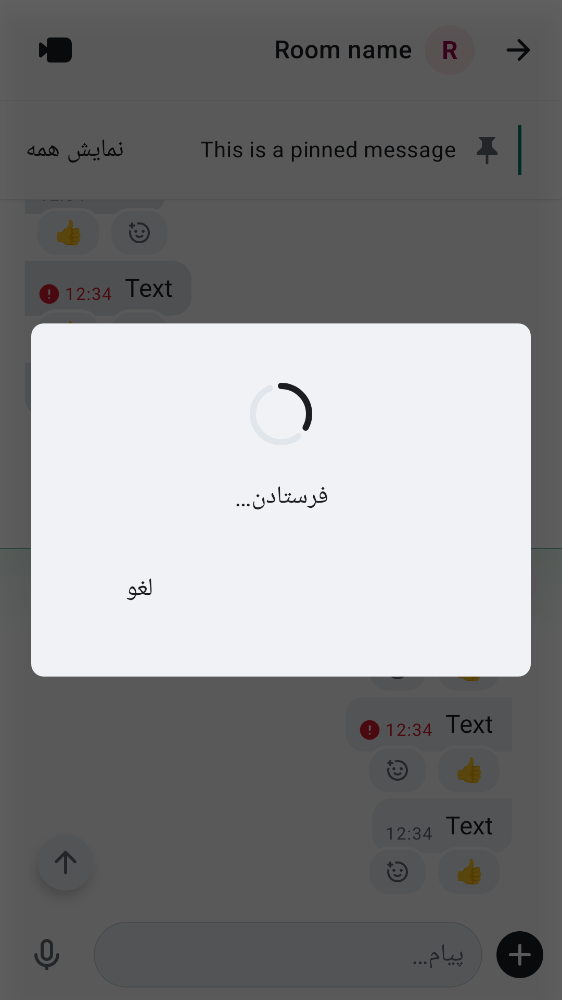 Room name
R
This is a pinned message
نمایش همه
👍
Text
12:34
فرستادن…
لغو
Text
12:34
👍
Text
12:34
👍
پیام…